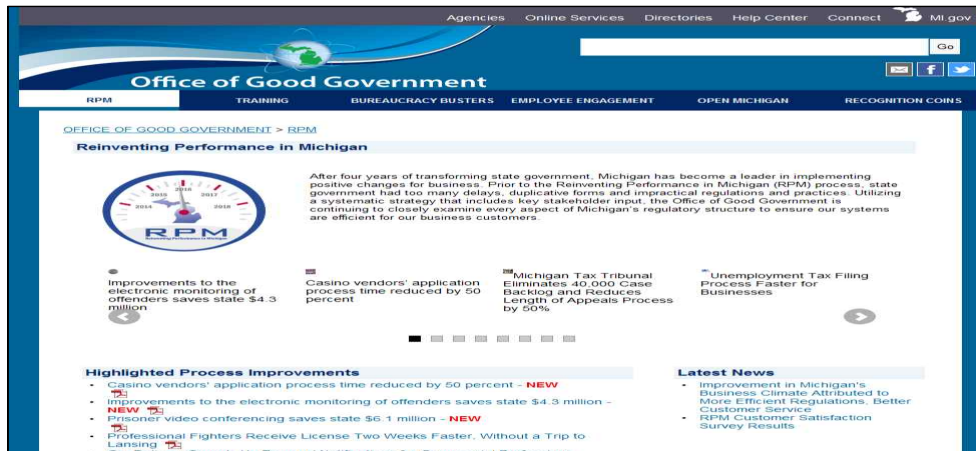 Agencies Online Services Directories Help Center Connect MI.gov
Go
Office of Good Government
RPM TRAINING BUREAUCRACY BUSTERS EMPLOYEE ENGAGEMENT OPEN MICHIGAN RECOGNITION COINS
OFFICE OF GOOD GOVERNMENT > RPM
Reinventing Performance in Michigan
2014 2015 2016 2017 2018
RPM
Reinventing Performance in Michigan
After four years of transforming state government, Michigan has become a leader in implementing
positive changes for business. Prior to the Reinventing Performance in Michigan (RPM) process, state
government had too many delays, duplicative forms and impractical regulations and practices. Utilizing
a systematic strategy that includes key stakeholder input, the Office of Good Government is
continuing to closely examine every aspect of Michigan's regulatory structure to ensure our systems
are efficient for our business customers.
Improvements to the
electronic monitoring of
offenders saves state $4.3
million
Casino vendors' application
process time reduced by 50
percent
Michigan Tax Tribunal
Eliminates 40,000 Case
Backlog and Reduces
Length of Appeals Process
by 50%
Unemployment Tax Filing
Process Faster for
Businesses
Highlighted Process Improvements
• Casino vendors' application process time reduced by 50 percent - NEW
• Improvements to the electronic monitoring of offenders saves state $4.3 million -
NEW
• Prisoner video conferencing saves state $6.1 million - NEW
• Professional Fighters Receive License Two Weeks Faster, Without a Trip to
Lansing
Latest News
• Improvement in Michigan's
Business Climate Attributed to
More Efficient Regulations, Better
Customer Service
• RPM Customer Satisfaction
Survey Results